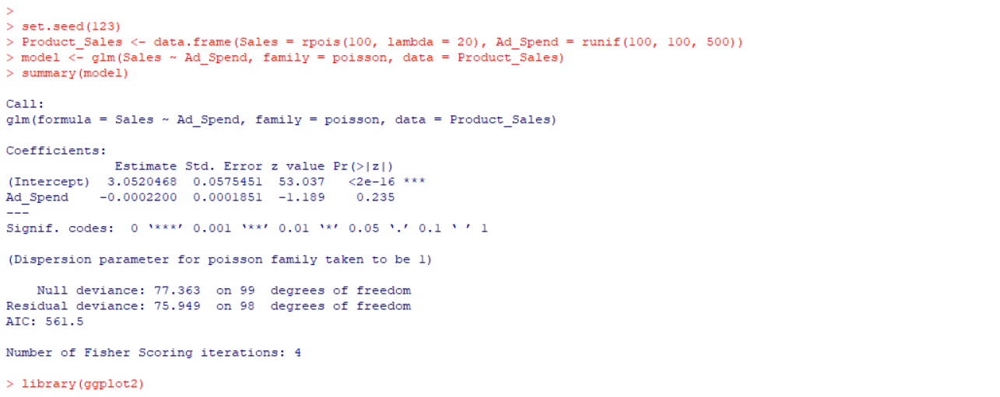 >
> set.seed(123)
> Product_Sales <- data.frame(Sales = rpois(100, lambda = 20), Ad_Spend = runif(100, 100, 500))
> model <- glm(Sales ~ Ad_Spend, family = poisson, data = Product_Sales)
> summary(model)
Call:
glm(formula = Sales ~ Ad_Spend, family = poisson, data = Product_Sales)
Coefficients:
              Estimate Std. Error z value Pr(>|z|)
(Intercept)  3.0520468  0.0575451  53.037   <2e-16 ***
Ad_Spend    -0.0002200  0.0001851  -1.189    0.235
---
Signif. codes:  0 ‘***’ 0.001 ‘**’ 0.01 ‘*’ 0.05 ‘.’ 0.1 ‘ ’ 1
(Dispersion parameter for poisson family taken to be 1)
    Null deviance: 77.363  on 99  degrees of freedom
Residual deviance: 75.949  on 98  degrees of freedom
AIC: 561.5
Number of Fisher Scoring iterations: 4
> library(ggplot2)